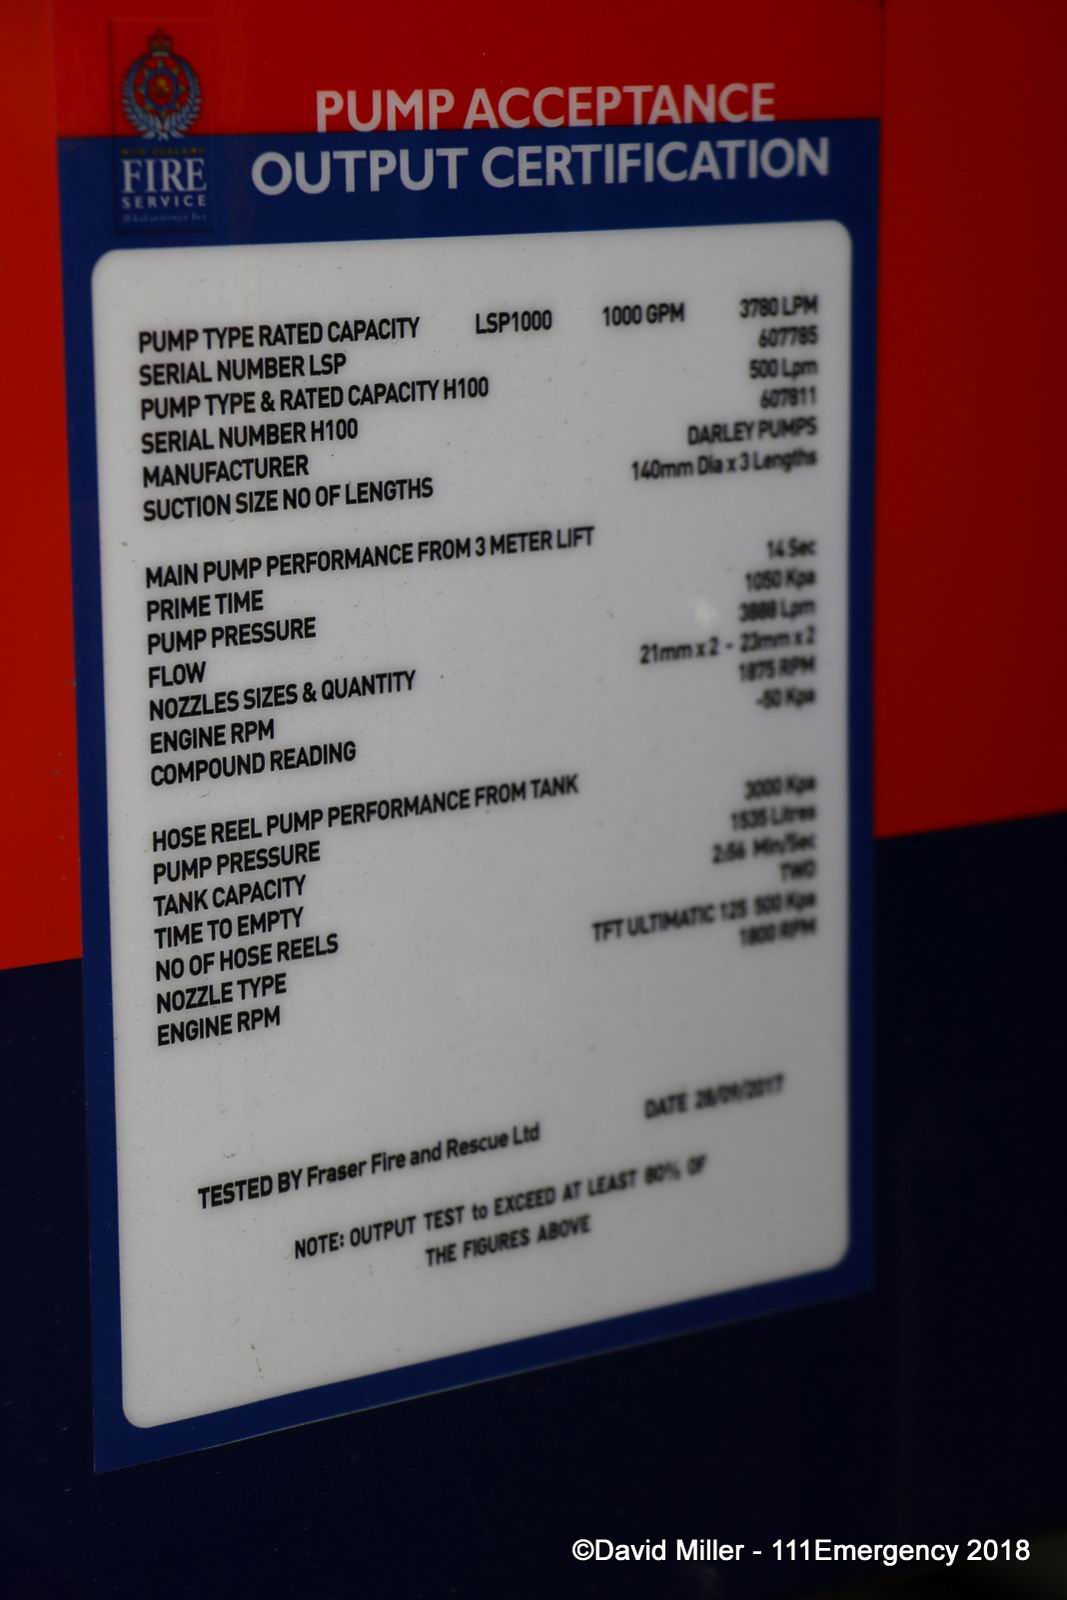 PUMP ACCEPTANCE
OUTPUT CERTIFICATION
NEW ZEALAND
FIRE
SERVICE
PUMP TYPE RATED CAPACITY LSP1000 1000 GPM 3780 LPM
SERIAL NUMBER LSP 607785
PUMP TYPE & RATED CAPACITY H100 500 Lpm
SERIAL NUMBER H100 607811
MANUFACTURER DARLEY PUMPS
SUCTION SIZE NO OF LENGTHS 140mm Dia x 3 Lengths
MAIN PUMP PERFORMANCE FROM 3 METER LIFT
PRIME TIME 14 Sec
PUMP PRESSURE 1050 Kpa
FLOW 3888 Lpm
NOZZLES SIZES & QUANTITY 21mm x 2 - 23mm x 2
ENGINE RPM 1875 RPM
COMPOUND READING -50 Kpa
HOSE REEL PUMP PERFORMANCE FROM TANK
PUMP PRESSURE 3000 Kpa
TANK CAPACITY 1535 Litres
TIME TO EMPTY 2:56 Min/Sec
NO OF HOSE REELS TWO
NOZZLE TYPE TFT ULTIMATIC 125 500 Kpa
ENGINE RPM 1800 RPM
TESTED BY Fraser Fire and Rescue Ltd DATE 28/09/2017
NOTE: OUTPUT TEST to EXCEED AT LEAST 80% OF
THE FIGURES ABOVE
©David Miller - 111Emergency 2018